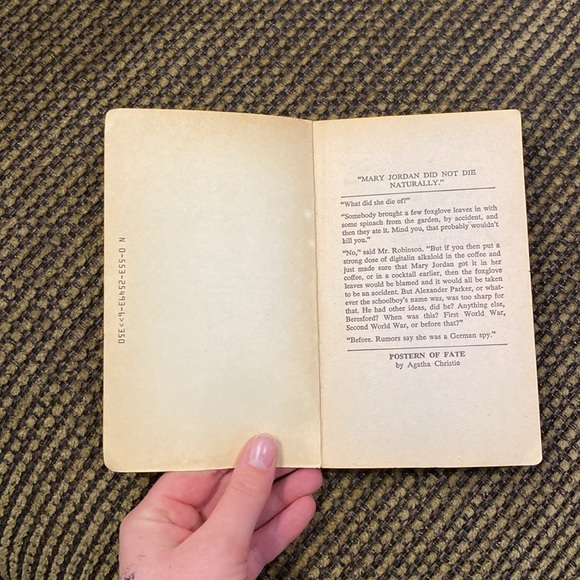 N 0-553-25493-6>>350
"MARY JORDAN DID NOT DIE
NATURALLY."
"What did she die of?"
"Somebody brought a few foxglove leaves in with
some spinach from the garden, by accident, and
then they ate it. Mind you, that probably wouldn't
kill you."
"No," said Mr. Robinson. "But if you then put a
strong dose of digitalin alkaloid in the coffee and
just made sure that Mary Jordan got it in her
coffee, or in a cocktail earlier, then the foxglove
leaves would be blamed and it would all be taken
to be an accident. But Alexander Parker, or what-
ever the schoolboy's name was, was too sharp for
that. He had other ideas, did he? Anything else,
Beresford? When was this? First World War,
Second World War, or before that?"
"Before. Rumors say she was a German spy."
POSTERN OF FATE
by Agatha Christie